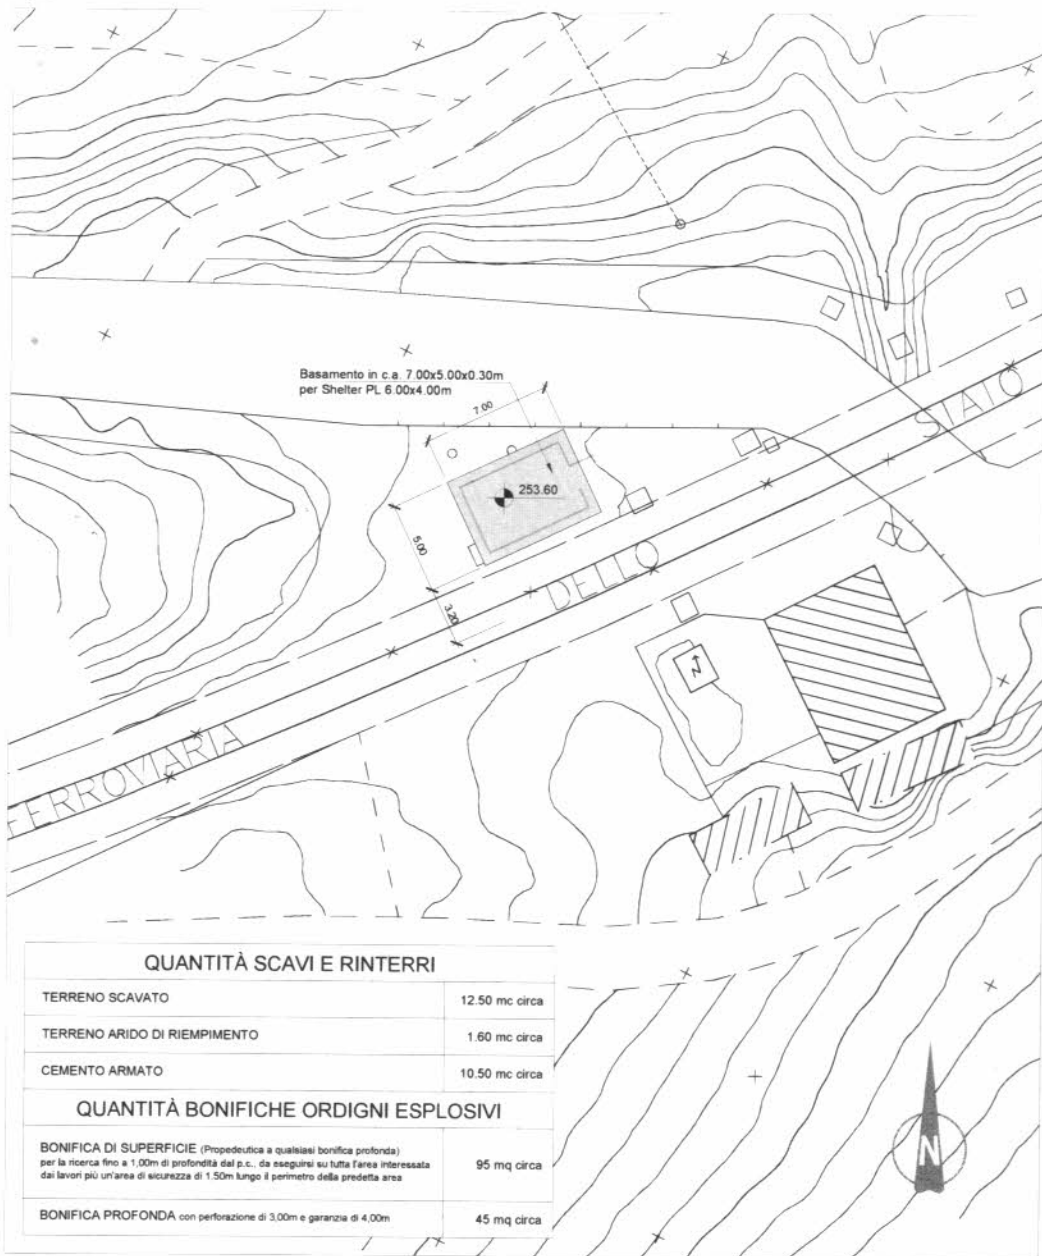 Basamento in c.a. 7.00x5.00x0.30m
per Shelter PL 6.00x4.00m
7.00
253.60
5.00
3.20
FERROVIARIA DELLO STATO
N
QUANTITÀ SCAVI E RINTERRI
TERRENO SCAVATO 12.50 mc circa
TERRENO ARIDO DI RIEMPIMENTO 1.60 mc circa
CEMENTO ARMATO 10.50 mc circa
QUANTITÀ BONIFICHE ORDIGNI ESPLOSIVI
BONIFICA DI SUPERFICIE (Propedeutica a qualsiasi bonifica profonda)
per la ricerca fino a 1,00m di profondità dal p.c., da eseguirsi su tutta l'area interessata
dai lavori più un'area di sicurezza di 1.50m lungo il perimetro della predetta area
95 mq circa
BONIFICA PROFONDA con perforazione di 3,00m e garanzia di 4,00m 45 mq circa
N